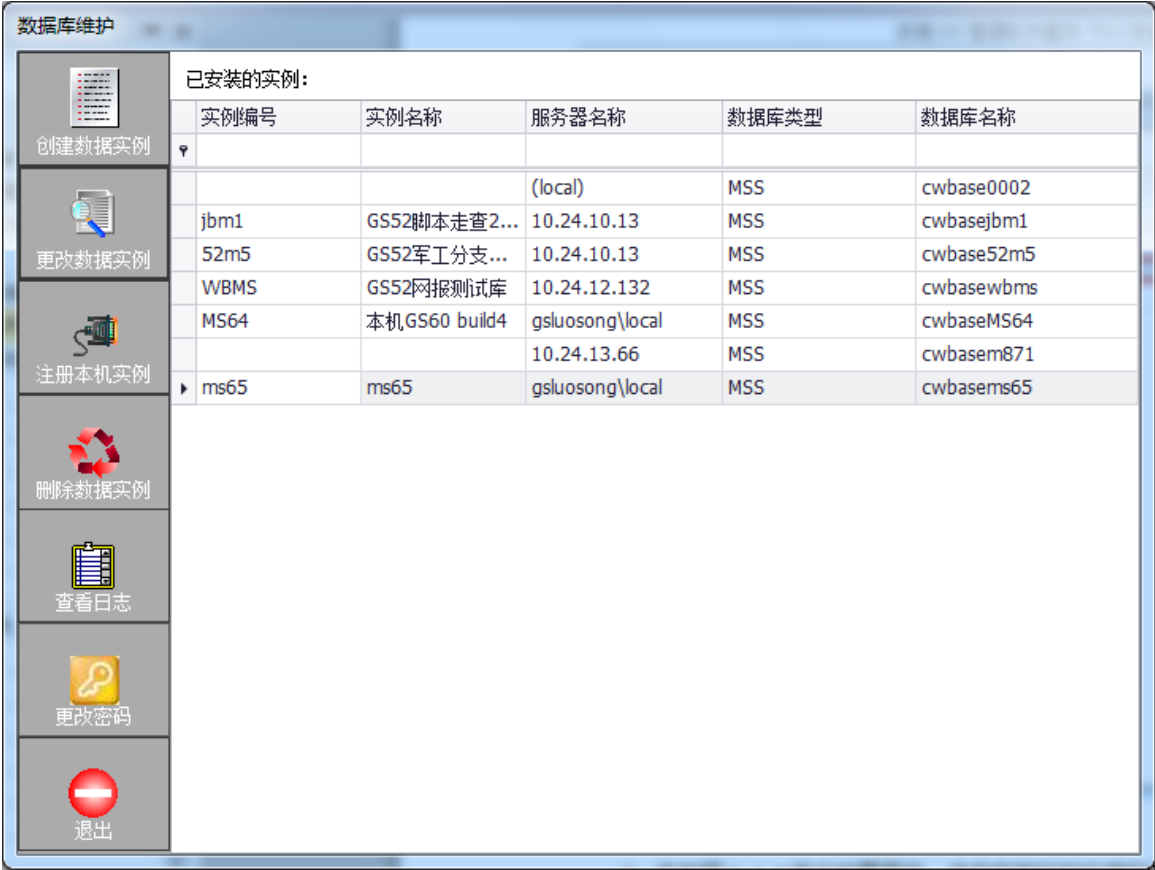 数据库维护
创建数据实例
更改数据实例
注册本机实例
删除数据实例
查看日志
更改密码
退出
已安装的实例：
实例编号 实例名称 服务器名称 数据库类型 数据库名称
(local) MSS cwbase0002
jbm1 GS52脚本走查2... 10.24.10.13 MSS cwbasejbm1
52m5 GS52军工分支... 10.24.10.13 MSS cwbase52m5
WBMS GS52网报测试库 10.24.12.132 MSS cwbasewbms
MS64 本机GS60 build4 gsluosong\local MSS cwbaseMS64
10.24.13.66 MSS cwbasem871
ms65 ms65 gsluosong\local MSS cwbasems65